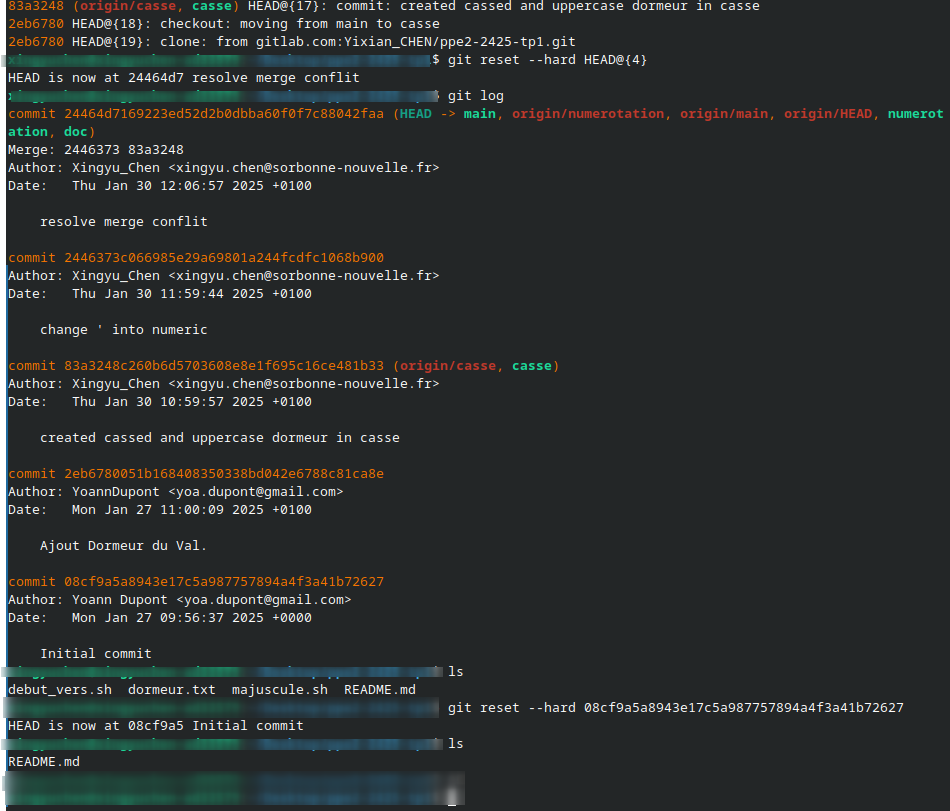 83a3248 (origin/casse, casse) HEAD@{17}: commit: created cassed and uppercase dormeur in casse
2eb6780 HEAD@{18}: checkout: moving from main to casse
2eb6780 HEAD@{19}: clone: from gitlab.com:Yixian_CHEN/ppe2-2425-tp1.git
$ git reset --hard HEAD@{4}
HEAD is now at 24464d7 resolve merge conflit
$ git log
commit 24464d7169223ed52d2b0dbba60f0f7c88042faa (HEAD -> main, origin/numerotation, origin/main, origin/HEAD, numerot
ation, doc)
Merge: 2446373 83a3248
Author: Xingyu_Chen <xingyu.chen@sorbonne-nouvelle.fr>
Date:   Thu Jan 30 12:06:57 2025 +0100
resolve merge conflit
commit 2446373c066985e29a69801a244fcdfc1068b900
Author: Xingyu_Chen <xingyu.chen@sorbonne-nouvelle.fr>
Date:   Thu Jan 30 11:59:44 2025 +0100
change ' into numeric
commit 83a3248c260b6d5703608e8e1f695c16ce481b33 (origin/casse, casse)
Author: Xingyu_Chen <xingyu.chen@sorbonne-nouvelle.fr>
Date:   Thu Jan 30 10:59:57 2025 +0100
created cassed and uppercase dormeur in casse
commit 2eb6780051b168408350338bd042e6788c81ca8e
Author: YoannDupont <yoa.dupont@gmail.com>
Date:   Mon Jan 27 11:00:09 2025 +0100
Ajout Dormeur du Val.
commit 08cf9a5a8943e17c5a987757894a4f3a41b72627
Author: Yoann Dupont <yoa.dupont@gmail.com>
Date:   Mon Jan 27 09:56:37 2025 +0000
Initial commit
ls
debut_vers.sh  dormeur.txt  majuscule.sh  README.md
git reset --hard 08cf9a5a8943e17c5a987757894a4f3a41b72627
HEAD is now at 08cf9a5 Initial commit
ls
README.md